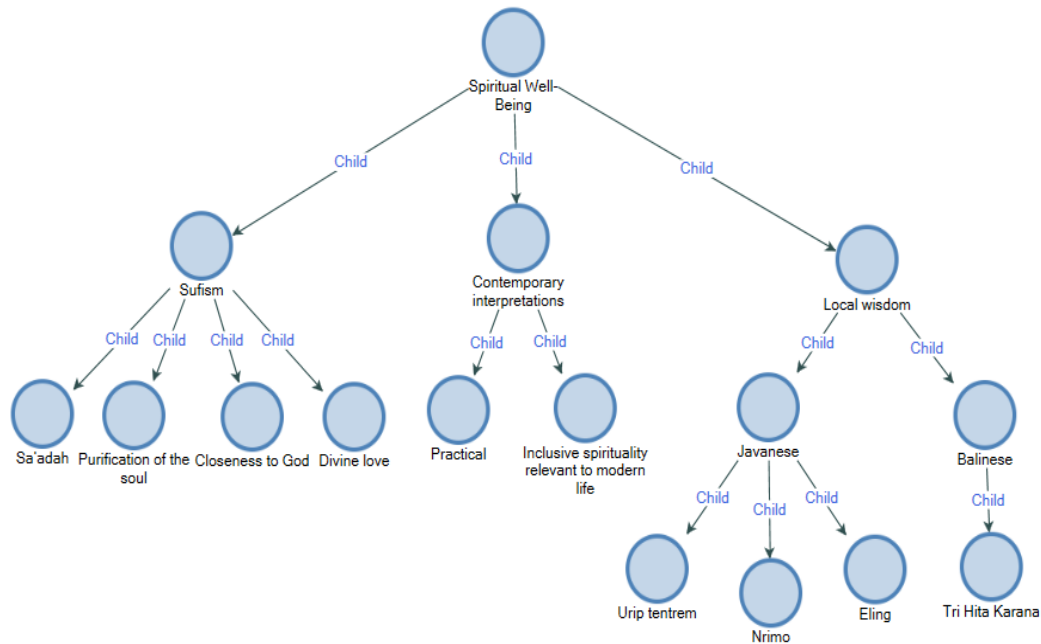 Spiritual Well-
Being
Child
Child
Child
Sufism
Contemporary
interpretations
Local wisdom
Child
Child
Child
Child
Child
Child
Child
Child
Sa'adah
Purification of the
soul
Closeness to God
Divine love
Practical
Inclusive spirituality
relevant to modern
life
Javanese
Balinese
Child
Child
Child
Child
Urip tentrem
Nrimo
Eling
Tri Hita Karana